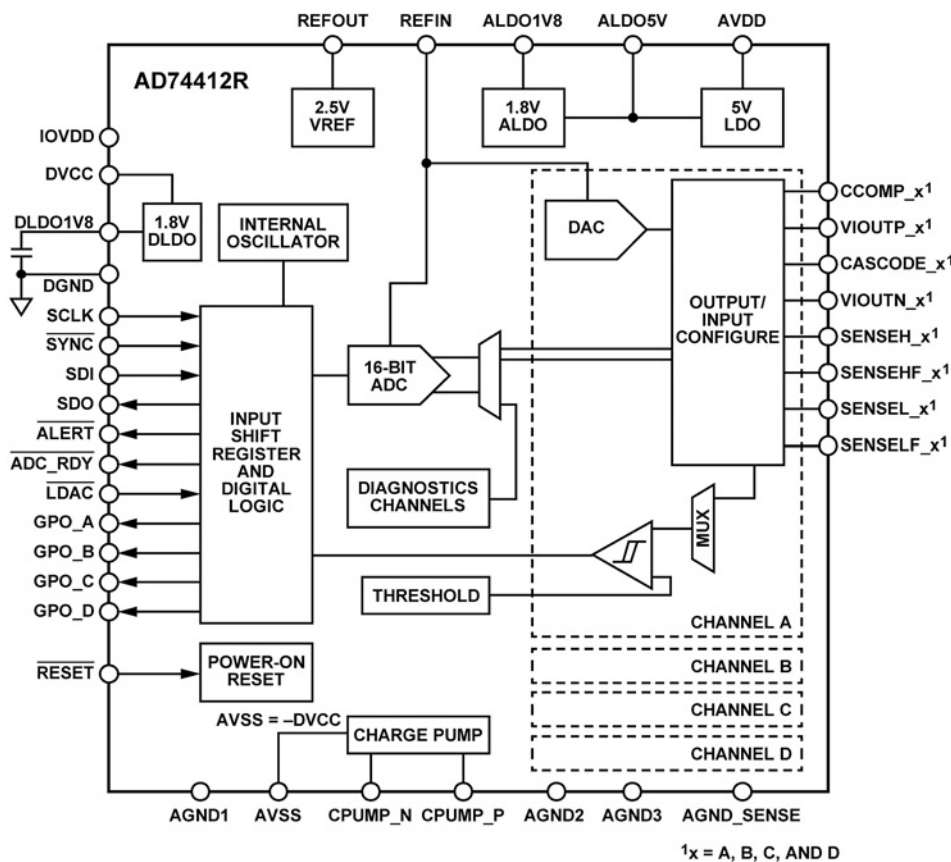 REFOUT REFIN ALDO1V8 ALDO5V AVDD
AD74412R
2.5V
VREF
1.8V
ALDO
5V
LDO
IOVDD
DVCC
DLDO1V8
1.8V
DLDO
DGND
INTERNAL
OSCILLATOR
SCLK
SYNC
SDI
SDO
ALERT
ADC_RDY
LDAC
GPO_A
GPO_B
GPO_C
GPO_D
RESET
INPUT
SHIFT
REGISTER
AND
DIGITAL
LOGIC
POWER-ON
RESET
16-BIT
ADC
DIAGNOSTICS
CHANNELS
THRESHOLD
DAC
OUTPUT/
INPUT
CONFIGURE
MUX
CCOMP_x¹
VIOUTP_x¹
CASCODE_x¹
VIOUTN_x¹
SENSEH_x¹
SENSEHF_x¹
SENSEL_x¹
SENSELF_x¹
CHANNEL A
CHANNEL B
CHANNEL C
CHANNEL D
AVSS = –DVCC
CHARGE PUMP
AGND1 AVSS CPUMP_N CPUMP_P AGND2 AGND3 AGND_SENSE
¹x = A, B, C, AND D